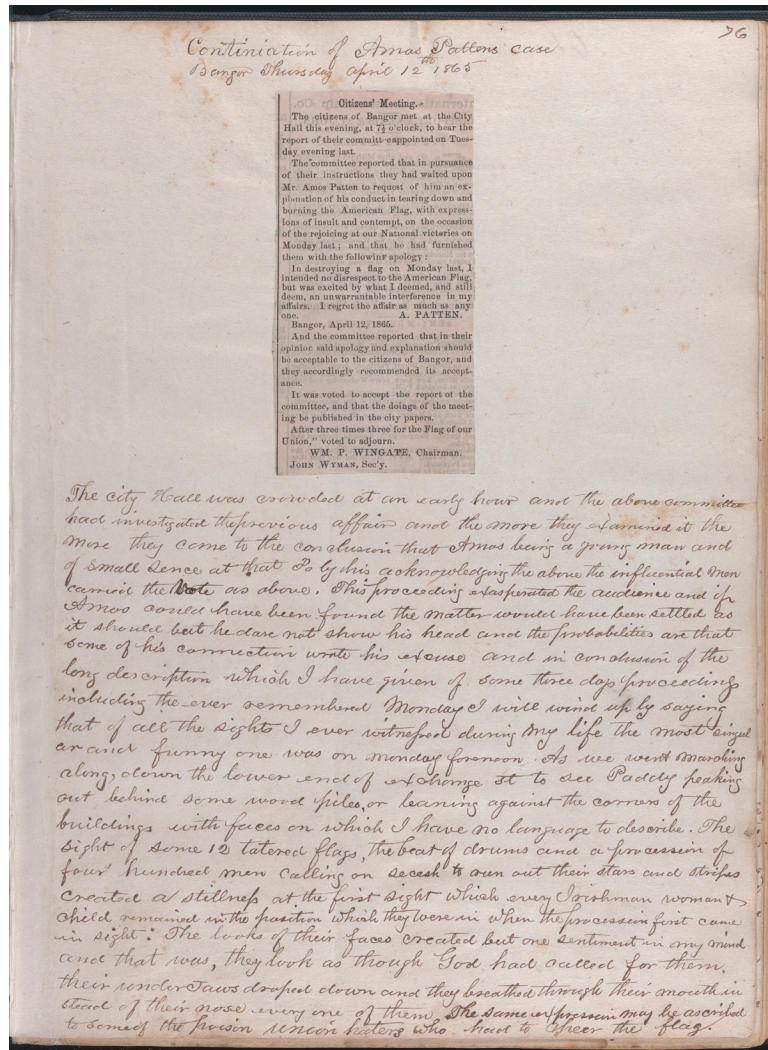 76
Continiation of Amos Pattens case
Bangor Thursday april 12th 1865
Citizens' Meeting.
The citizens of Bangor met at the City
Hall this evening, at 7½ o'clock, to hear the
report of their committ eappointed on Tues-
day evening last.
The committee reported that in pursuance
of their instructions they had waited upon
Mr. Amos Patten to request of him an ex-
planation of his conduct in tearing down and
burning the American Flag, with express-
ions of insult and contempt, on the occasion
of the rejoicing at our National victories on
Monday last; and that he had furnished
them with the following apology:
In destroying a flag on Monday last, I
intended no disrespect to the American Flag,
but was excited by what I deemed, and still
deem, an unwarrantable interference in my
affairs. I regret the affair as much as any
one. A. PATTEN.
Bangor, April 12, 1865.
And the committee reported that in their
opinion said apology and explanation should
be acceptable to the citizens of Bangor, and
they accordingly recommended its accept-
ance.
It was voted to accept the report of the
committee, and that the doings of the meet-
ing be published in the city papers.
After three times three for the Flag of our
Union," voted to adjourn.
WM. P. WINGATE, Chairman.
JOHN WYMAN, Sec'y.
The city Hall was crowded at an early hour and the above committee
had investigated the previous affair and the more they examined it the
more they come to the conclusion that Amos being a young man and
of small sence at that So by his acknowledging the above the influential men
carried the Vote as above. This proceeding exasperated the audience and if
Amos could have been found the matter would have been settled as
it should but he dare not show his head and the probabilities are that
some of his connection wrote his excuse and in conclusion of the
long description which I have given of some three days proceedings
including the ever remembered Monday I will wind up by saying
that of all the sights I ever witnessed during my life the most singul
ar and funny one was on monday forenoon. As we went marching
along, down the lower end of exchange St to see Paddy peaking
out behind some wood piles, or leaning against the corners of the
buildings with faces on which I have no language to describe. The
sight of some 12 tatered flags, the beat of drums and a procession of
four hundred men calling on secesh to run out their stars and stripes
created a stillness at the first sight which every Irishman woman &
child remained in the position which they were in when the procession first came
in sight. The looks of their faces created but one sentiment in my mind
and that was, they look as though God had called for them.
their under Jaws droped down and they breathed through their mouth in
stead of their nose every one of them. The same expression may be ascribed
to some of the poison union haters who had to cheer the flag.